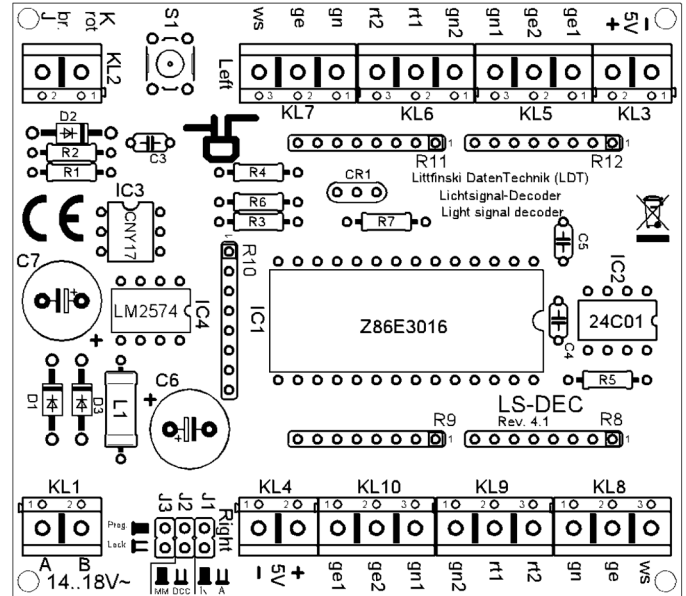 K
J
rot
br.
KL2
S1
Left
ws
ge
gn
rt2
rt1
gn2
gn1
ge2
ge1
+
5V
−
2
1
3
2
1
3
2
1
3
2
1
2
1
KL7
KL6
KL5
KL3
D2
R2
R1
C3
1
R11
1
R12
R4
CR1
Littfinski DatenTechnik (LDT)
Lichtsignal-Decoder
Light signal decoder
IC3
CNY17
CE
R6
R3
R7
C5
C7
1
R10
IC1
IC2
+
LM2574
IC4
Z86E3016
24C01
C4
+
D1
D3
L1
C6
+
+
R5
LS-DEC
Rev. 4.1
R9
1
R8
1
KL1
J3
J2
J1
Right
KL4
KL10
KL9
KL8
1
2
1
2
1
2
3
1
2
3
1
2
3
Prog.
Lock
A
B
14..18V~
MM
DCC
A
−
5V
+
ge1
ge2
gn1
gn2
rt1
rt2
gn
ge
ws